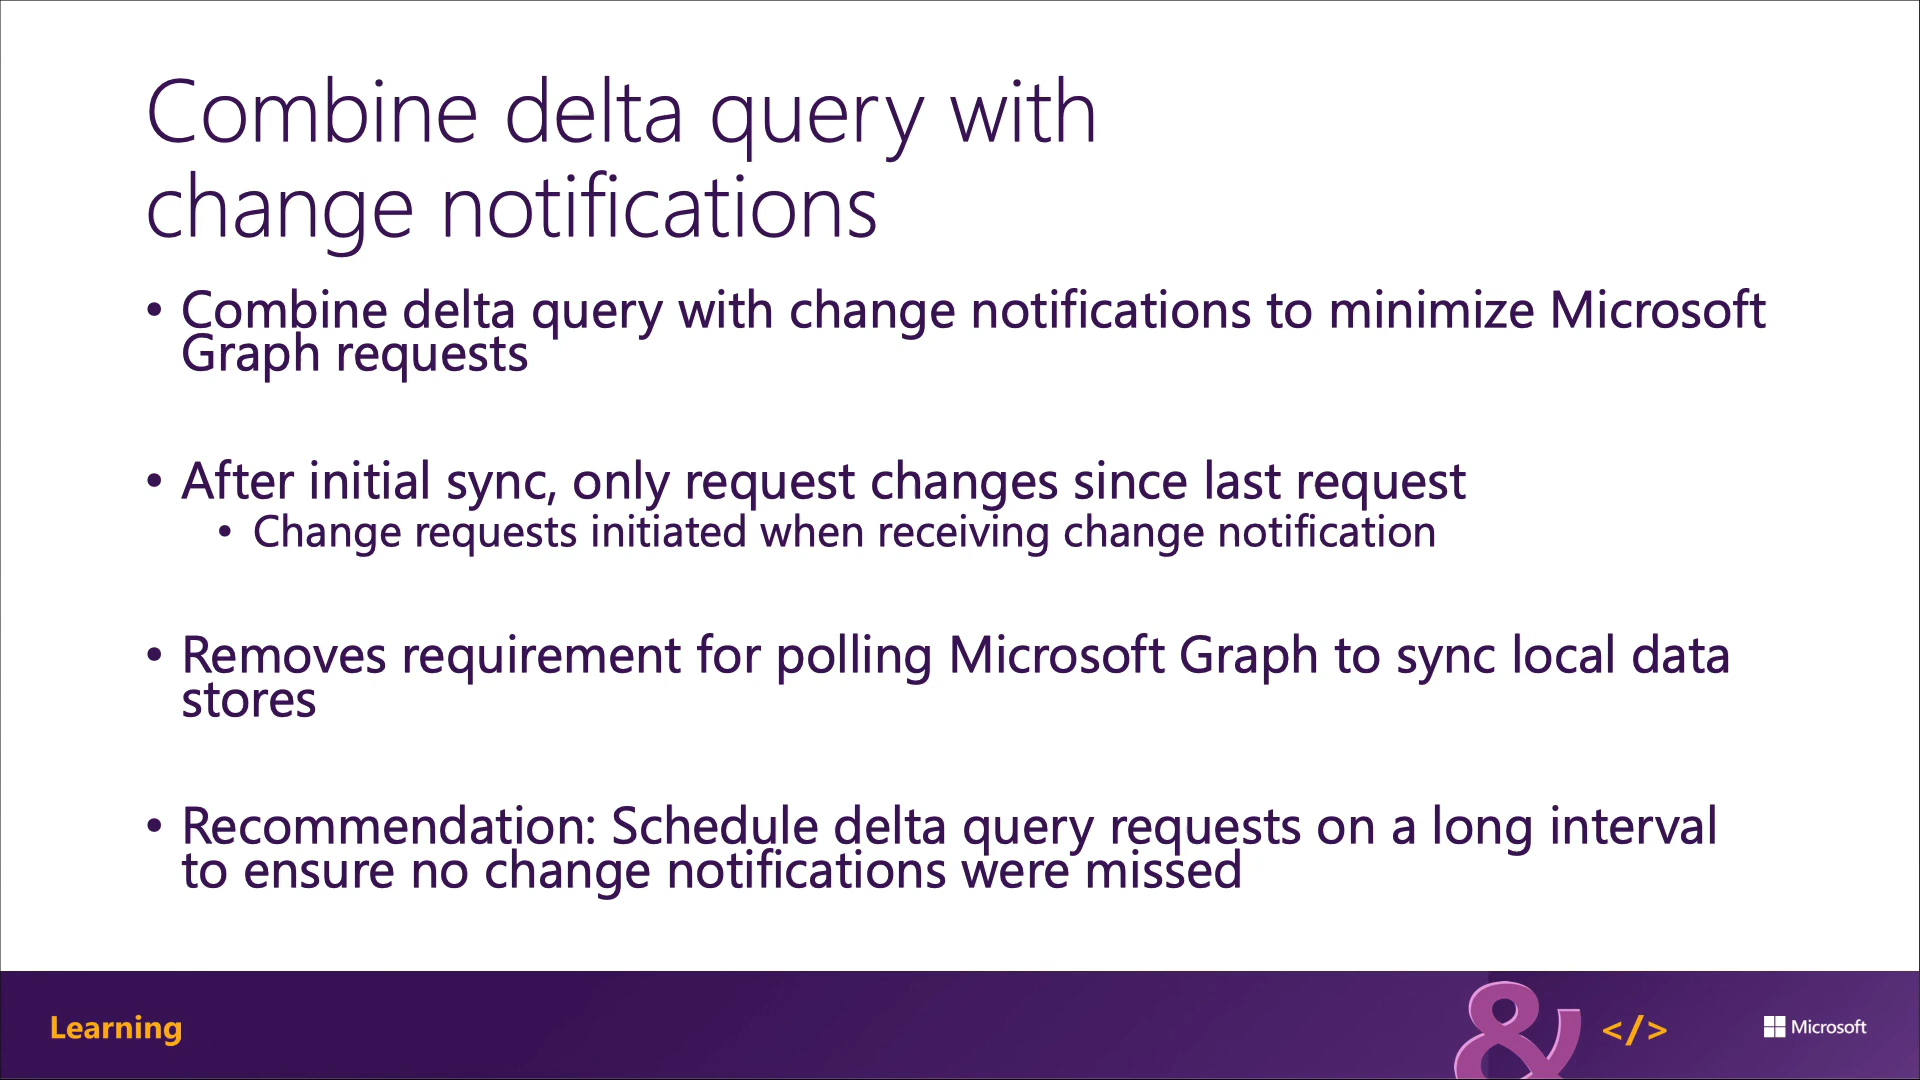 Combine delta query with
change notifications
• Combine delta query with change notifications to minimize Microsoft
Graph requests
• After initial sync, only request changes since last request
• Change requests initiated when receiving change notification
• Removes requirement for polling Microsoft Graph to sync local data
stores
• Recommendation: Schedule delta query requests on a long interval
to ensure no change notifications were missed
Learning
& </>
Microsoft